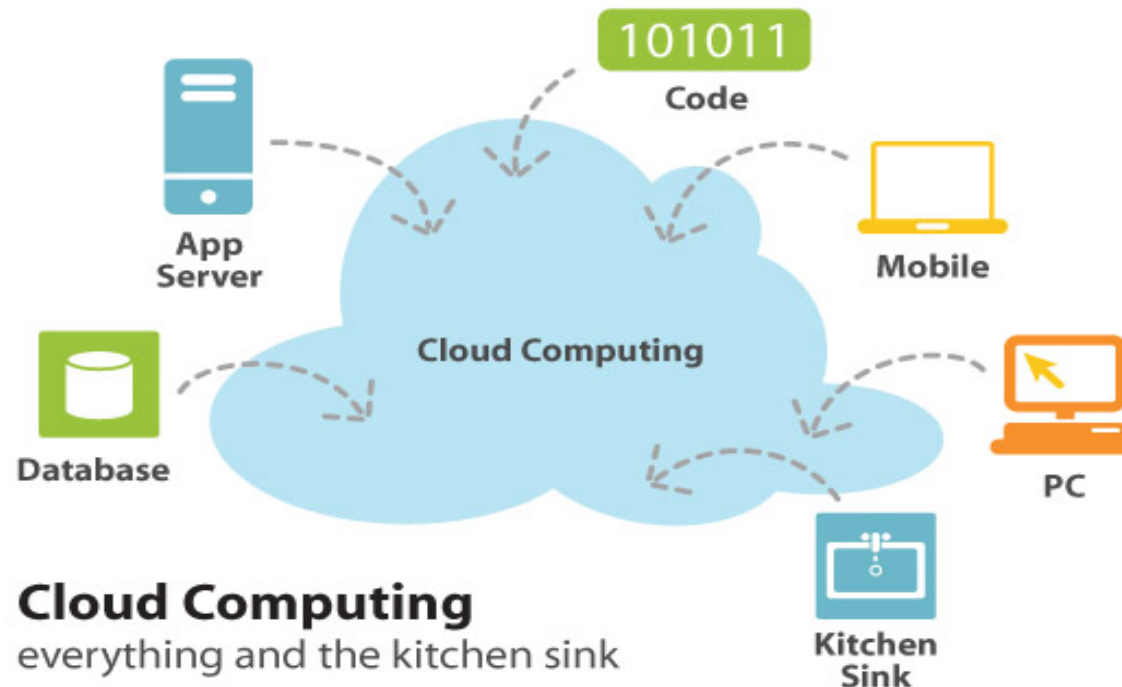 101011
Code
App
Server
Mobile
Cloud Computing
Database
PC
Cloud Computing
everything and the kitchen sink
Kitchen
Sink